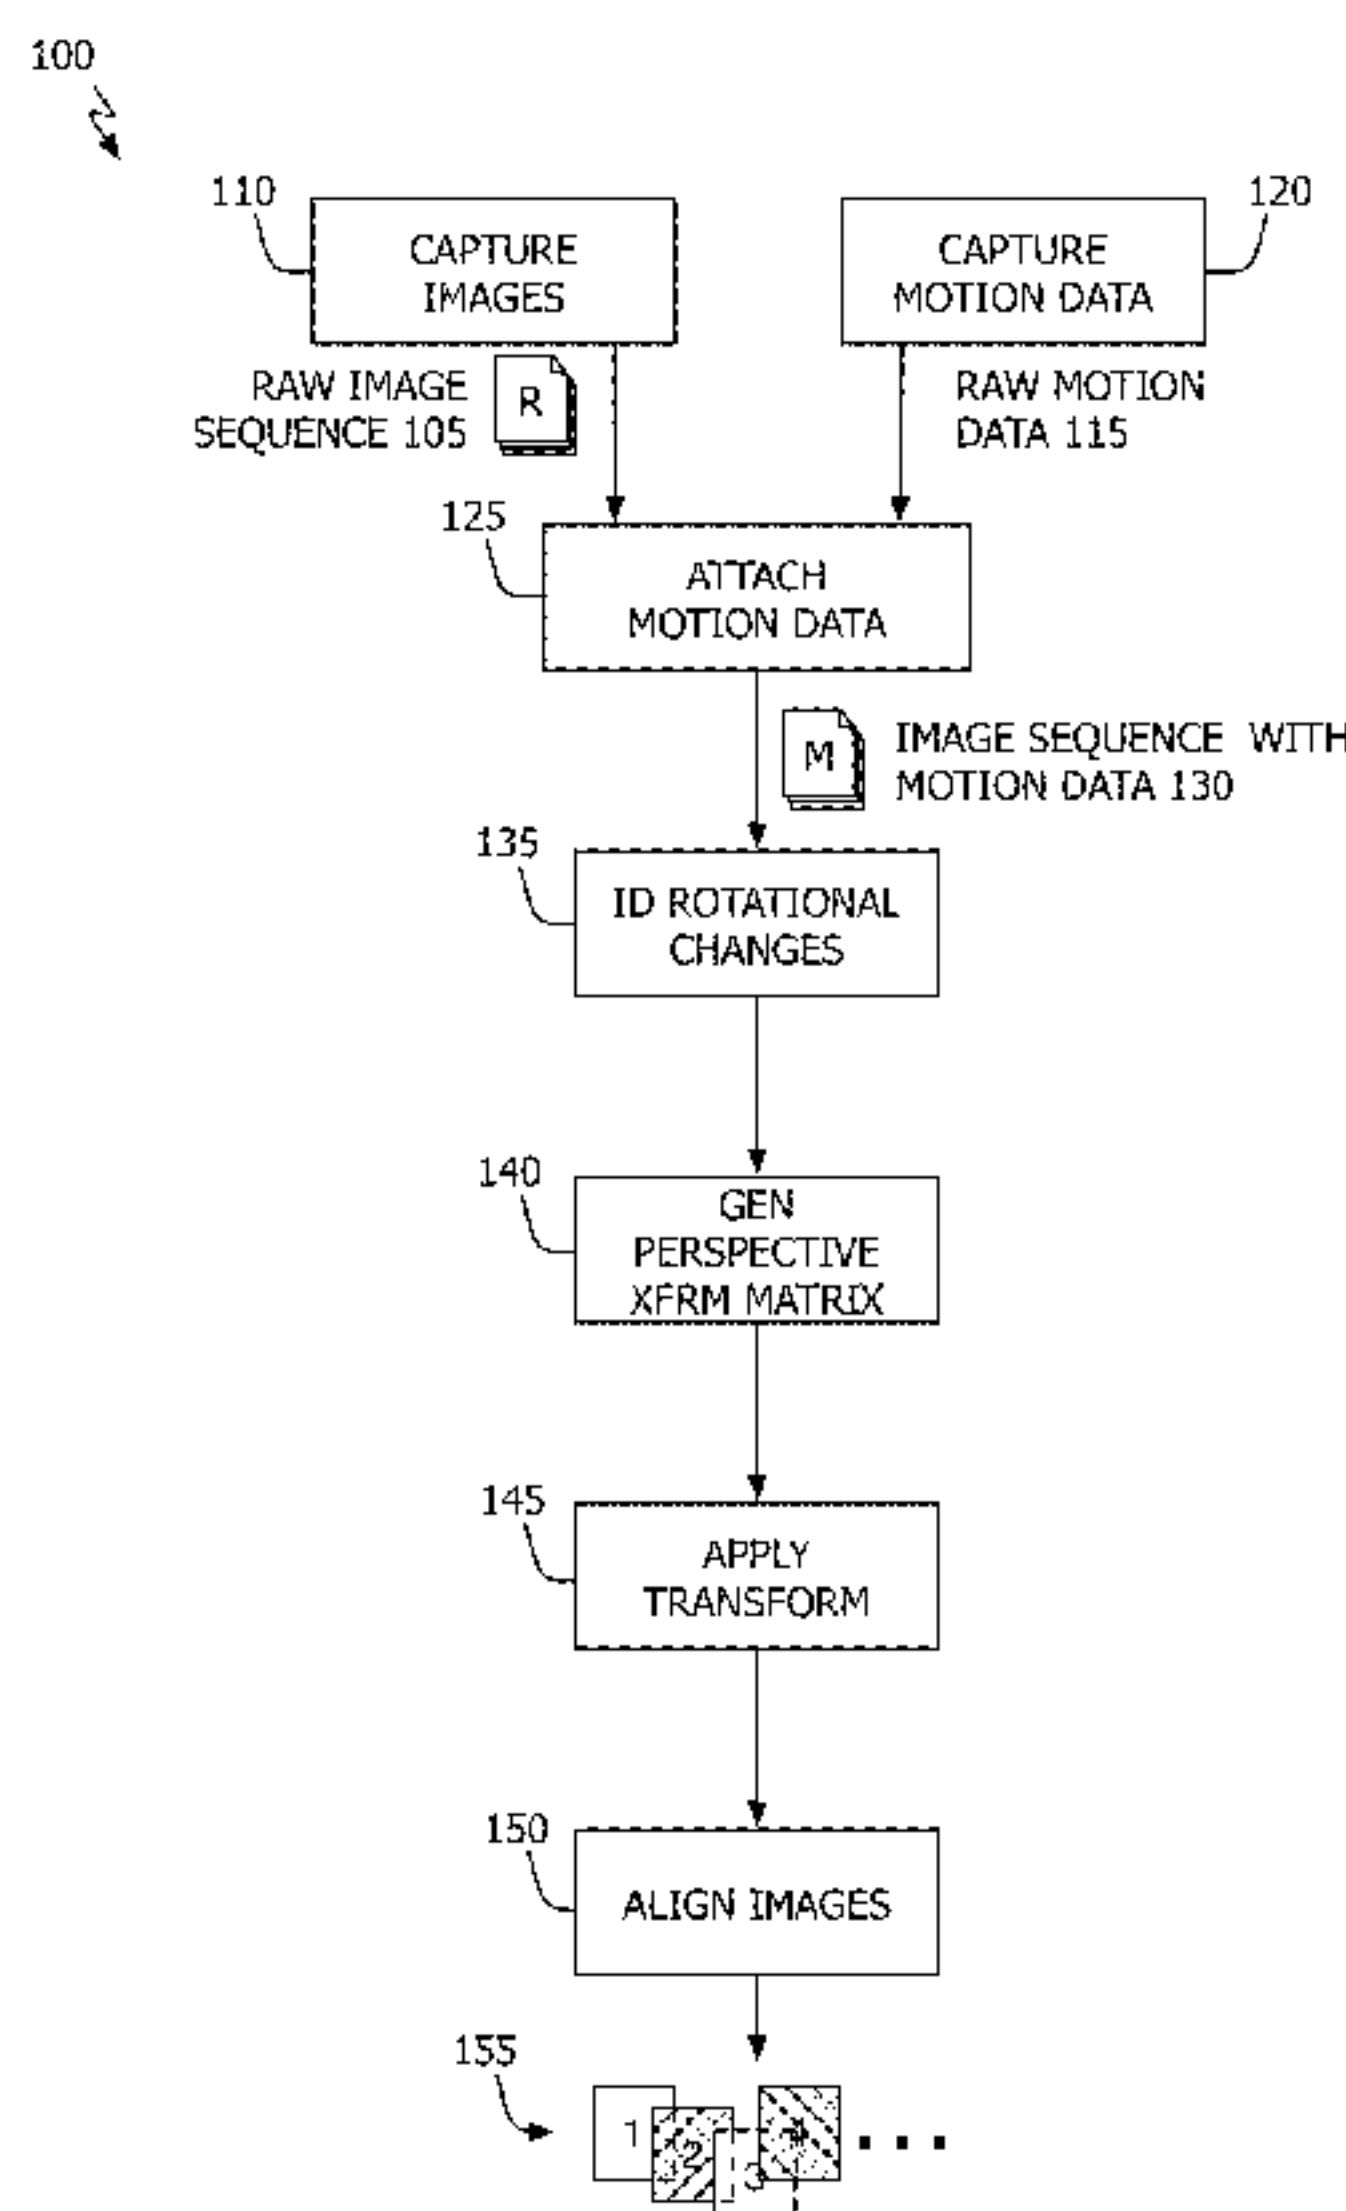 100
110
CAPTURE
IMAGES
120
CAPTURE
MOTION DATA
RAW IMAGE
SEQUENCE 105
R
RAW MOTION
DATA 115
125
ATTACH
MOTION DATA
M
IMAGE SEQUENCE WITH
MOTION DATA 130
135
ID ROTATIONAL
CHANGES
140
GEN
PERSPECTIVE
XFRM MATRIX
145
APPLY
TRANSFORM
150
ALIGN IMAGES
155
1
2
3
4
...